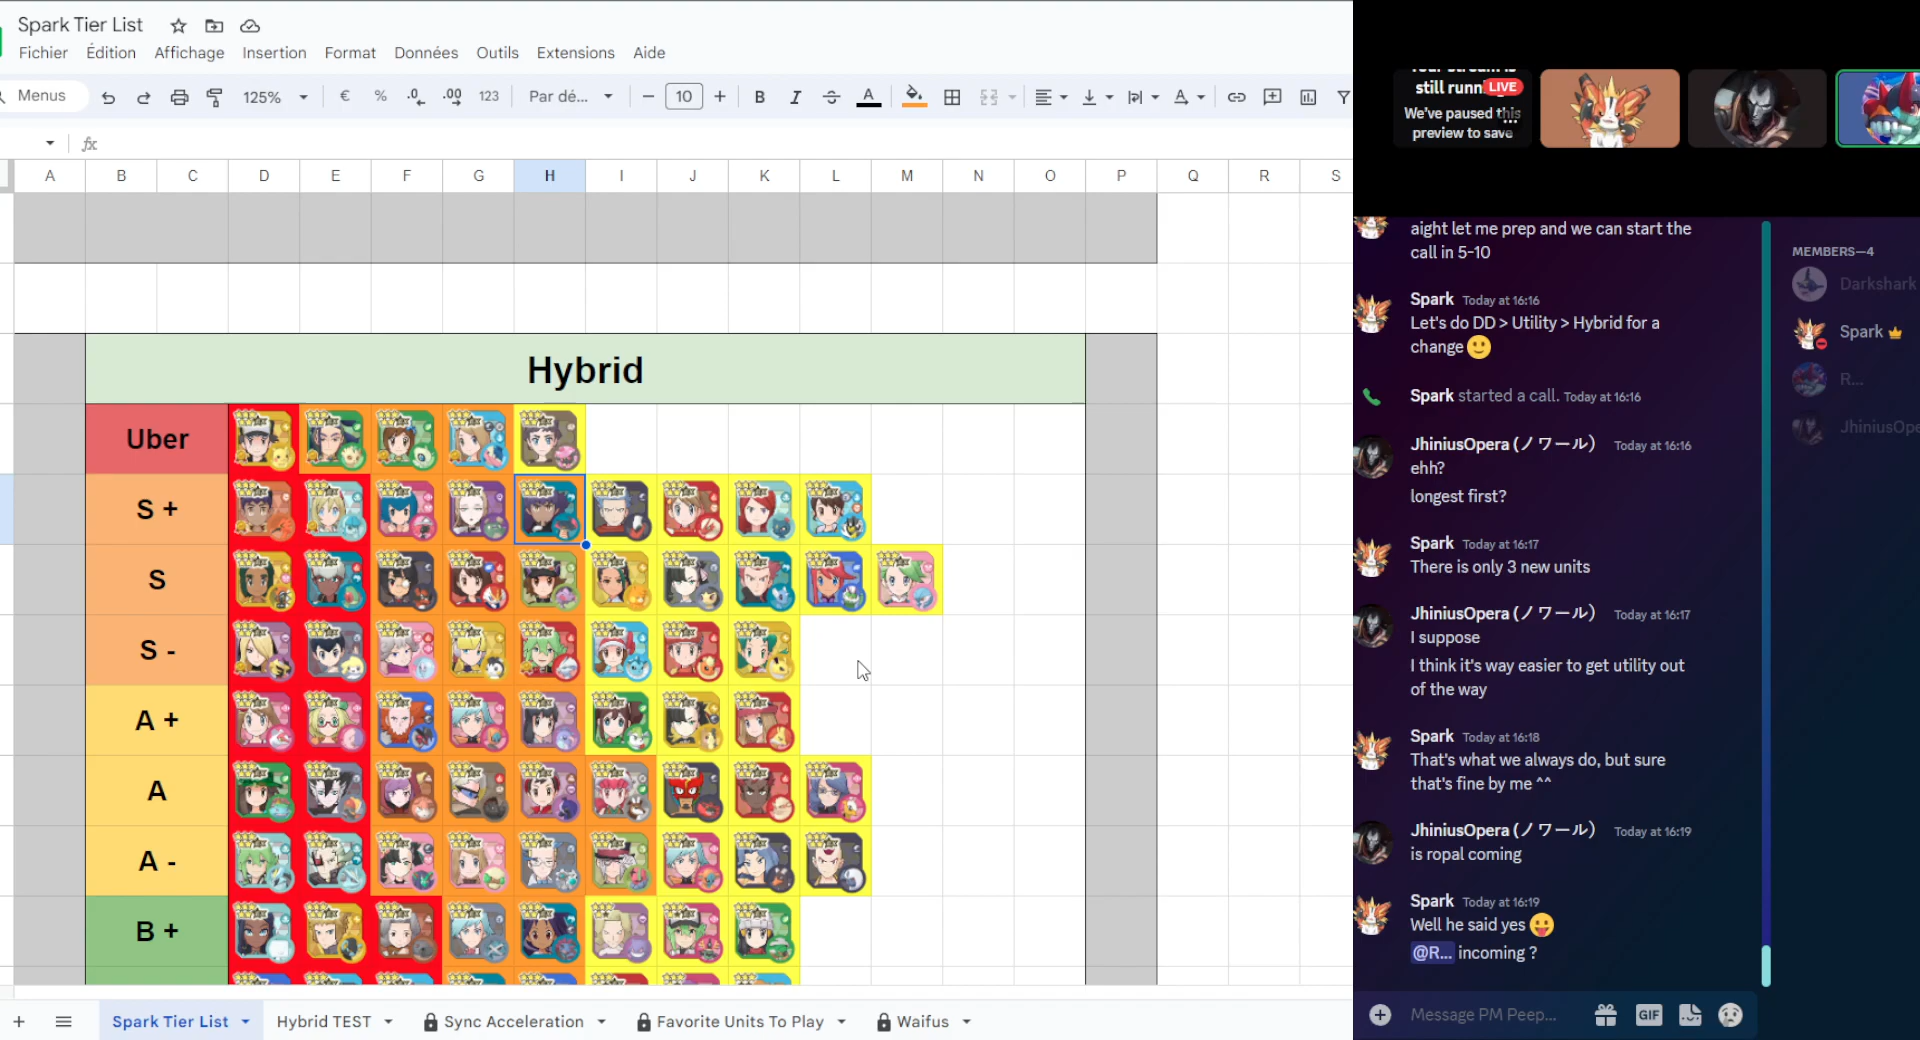 Spark Tier List
Fichier Édition Affichage Insertion Format Données Outils Extensions Aide
Menus 125% € % .0 .00 123 Par dé... 10 B I S A
fx
A B C D E F G H I J K L M N O P Q R S
Hybrid
Uber
S +
S
S -
A +
A
A -
B +
Spark Tier List Hybrid TEST Sync Acceleration Favorite Units To Play Waifus
still runn LIVE
We've paused this
preview to save
aight let me prep and we can start the
call in 5-10
Spark Today at 16:16
Let's do DD > Utility > Hybrid for a
change
Spark started a call. Today at 16:16
JhiniusOpera (ノワール) Today at 16:16
ehh?
longest first?
Spark Today at 16:17
There is only 3 new units
JhiniusOpera (ノワール) Today at 16:17
I suppose
I think it's way easier to get utility out
of the way
Spark Today at 16:18
That's what we always do, but sure
that's fine by me ^^
JhiniusOpera (ノワール) Today at 16:19
is ropal coming
Spark Today at 16:19
Well he said yes
@R... incoming ?
Message PM Peep... GIF
MEMBERS—4
Darkshark
Spark
R...
JhiniusOpe